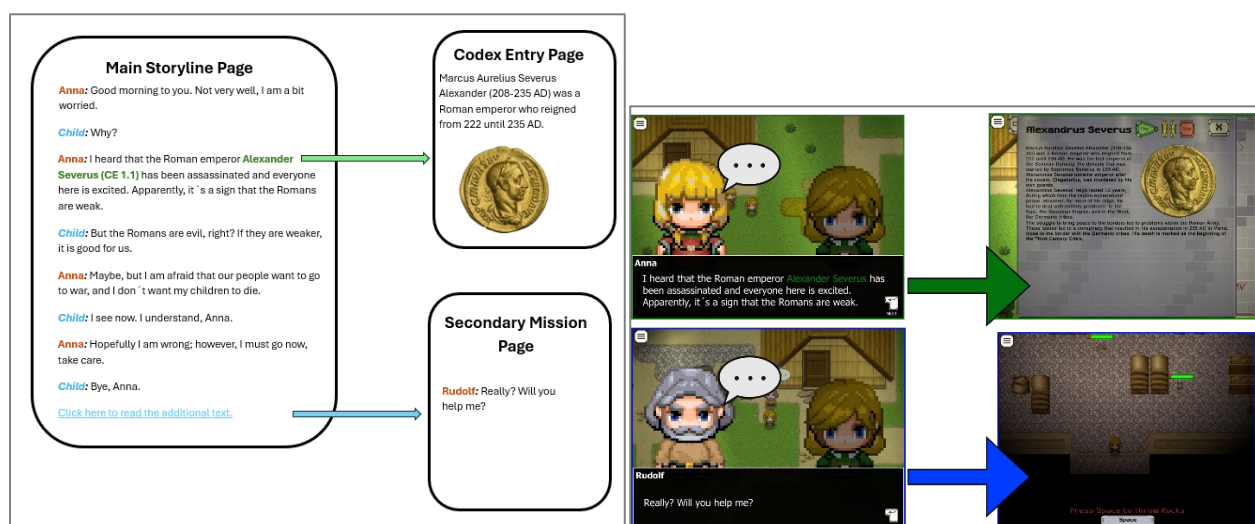 Main Storyline Page
Anna: Good morning to you. Not very well, I am a bit
worried.
Child: Why?
Anna: I heard that the Roman emperor Alexander
Severus (CE 1.1) has been assassinated and everyone
here is excited. Apparently, it´s a sign that the Romans
are weak.
Child: But the Romans are evil, right? If they are weaker,
it is good for us.
Anna: Maybe, but I am afraid that our people want to go
to war, and I don´t want my children to die.
Child: I see now. I understand, Anna.
Anna: Hopefully I am wrong; however, I must go now,
take care.
Child: Bye, Anna.
Click here to read the additional text.
Codex Entry Page
Marcus Aurelius Severus
Alexander (208-235 AD) was a
Roman emperor who reigned
from 222 until 235 AD.
Secondary Mission
Page
Rudolf: Really? Will you
help me?
Anna
I heard that the Roman emperor Alexander Severus has
been assassinated and everyone here is excited.
Apparently, it´s a sign that the Romans are weak.
NEXT
Alexandrus Severus
X
Rudolf
Really? Will you help me?
Press Space to Throw Rocks
Space